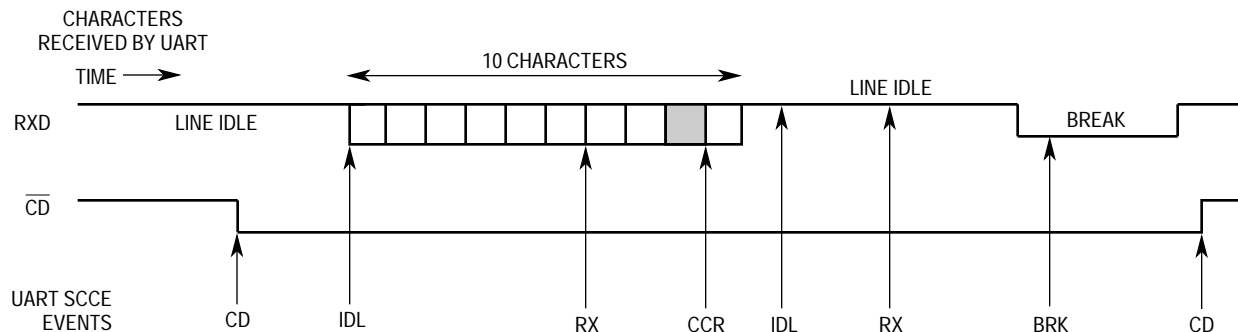 CHARACTERS
RECEIVED BY UART
TIME
10 CHARACTERS
RXD
LINE IDLE
LINE IDLE
BREAK
CD
UART SCCE
EVENTS
CD
IDL
RX
CCR
IDL
RX
BRK
CD